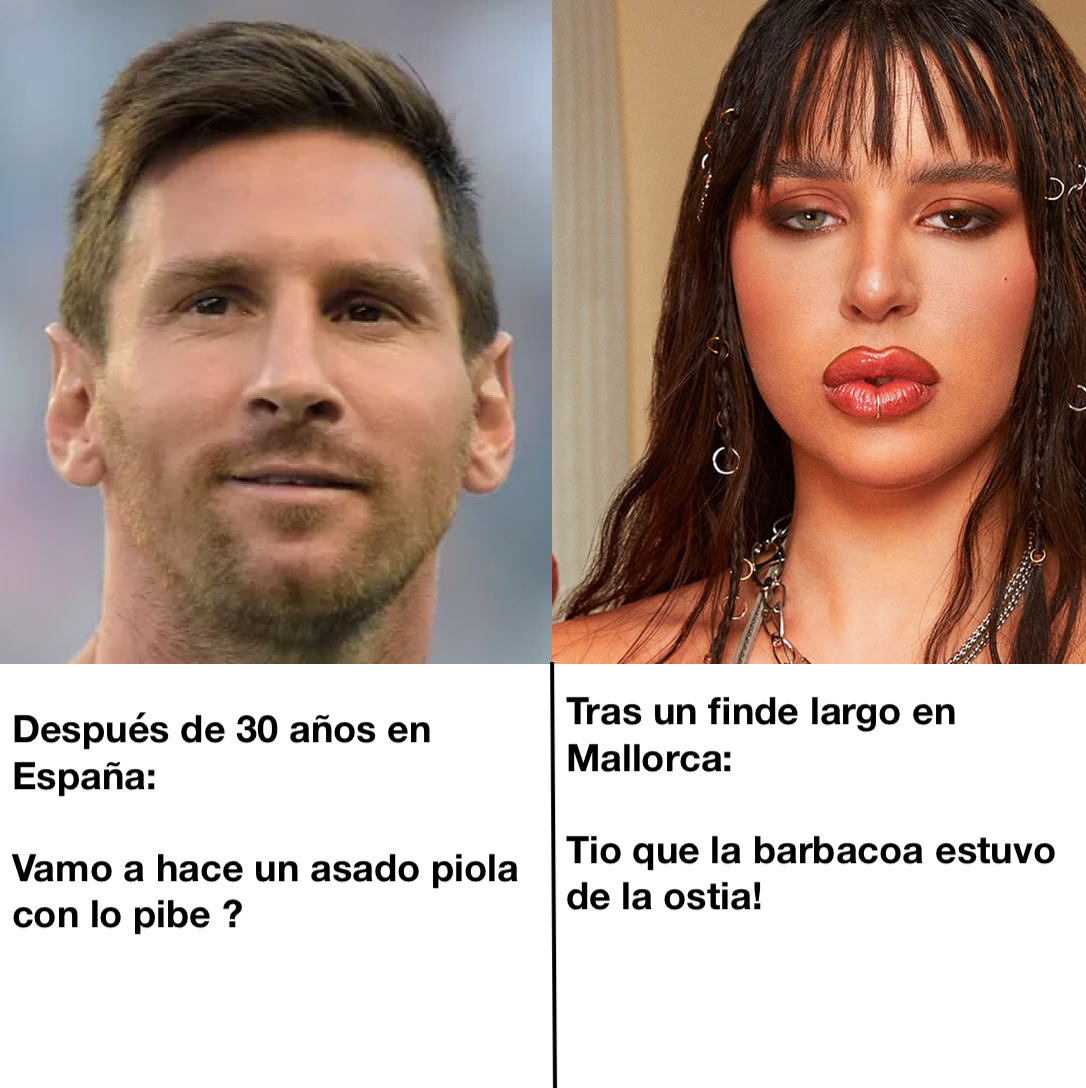 Después de 30 años en
España:
Vamo a hace un asado piola
con lo pibe ?
Tras un finde largo en
Mallorca:
Tio que la barbacoa estuvo
de la ostia!